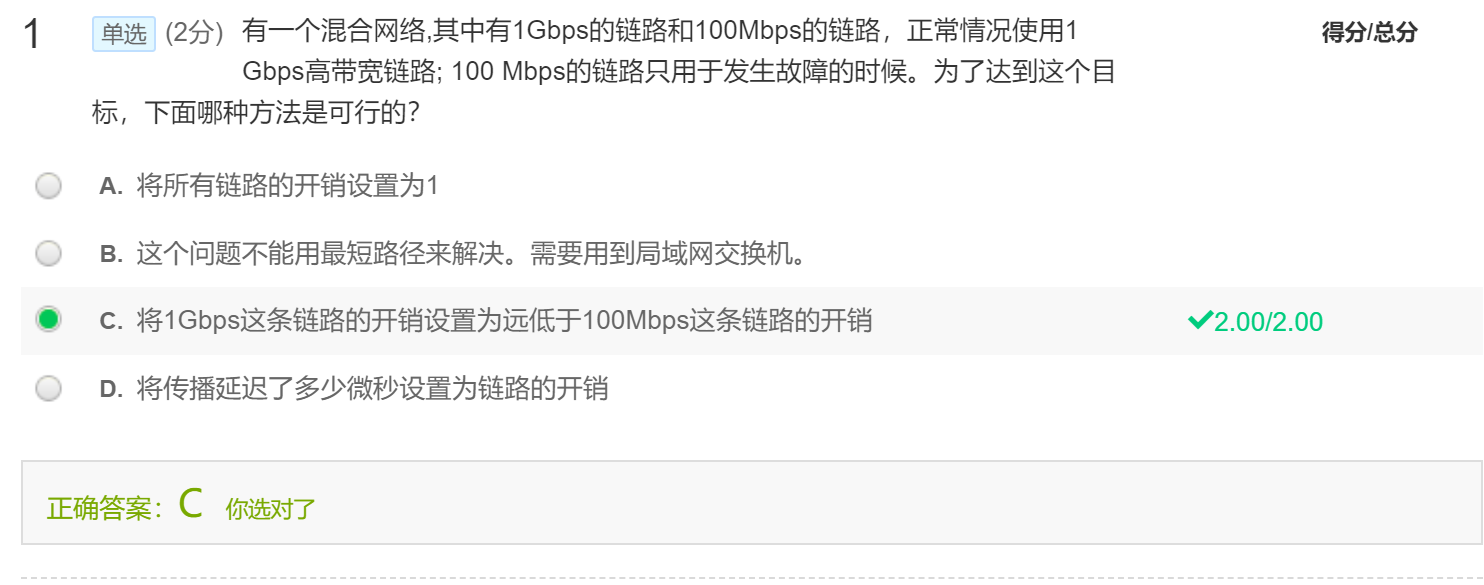 1 单选 (2分) 有一个混合网络,其中有1Gbps的链路和100Mbps的链路，正常情况使用1 得分/总分
Gbps高带宽链路; 100 Mbps的链路只用于发生故障的时候。为了达到这个目
标，下面哪种方法是可行的？
A. 将所有链路的开销设置为1
B. 这个问题不能用最短路径来解决。需要用到局域网交换机。
C. 将1Gbps这条链路的开销设置为远低于100Mbps这条链路的开销 2.00/2.00
D. 将传播延迟了多少微秒设置为链路的开销
正确答案：C 你选对了